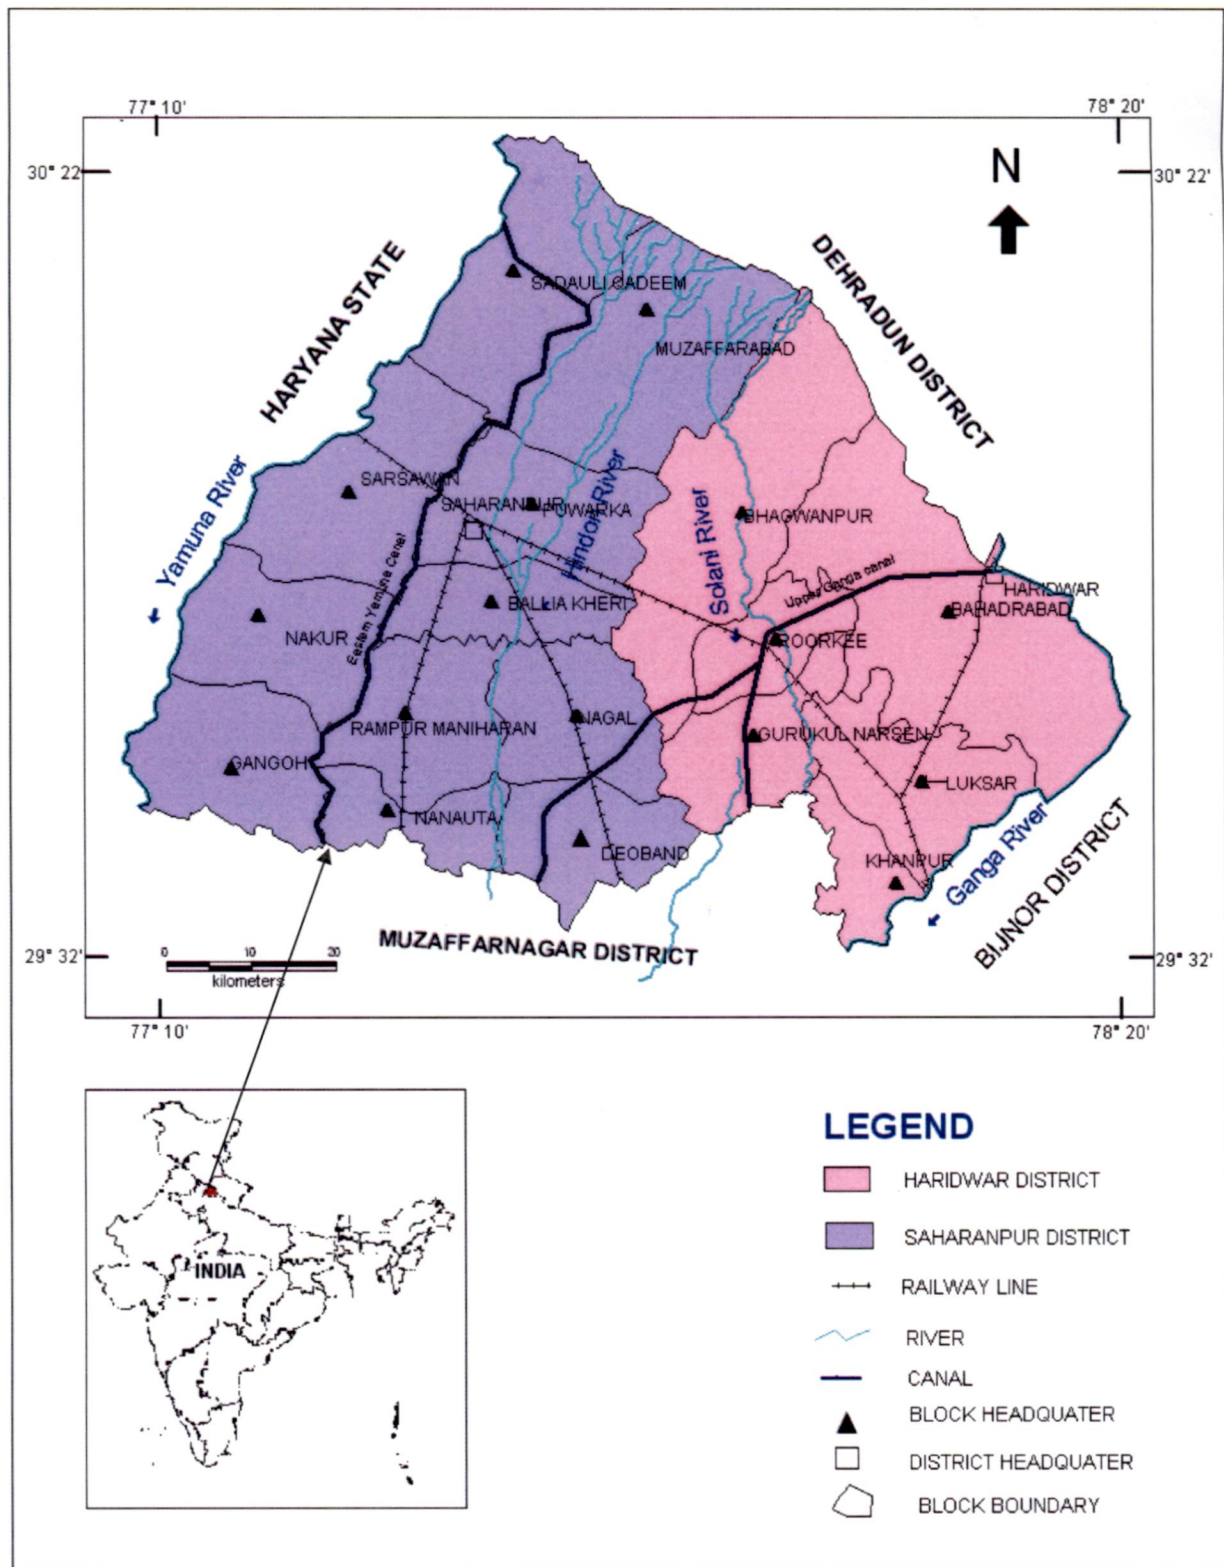 77° 10'
78° 20'
30° 22
30° 22'
N
HARYANA STATE
DEHRADUN DISTRICT
SADAULI QADEEM
MUZAFFARABAD
Yamuna River
SARSAWAN
SAHARANPUR
PUWARKA
Hindon River
Solani River
BHAGWANPUR
Eastern Yamuna Canal
Upper Ganga canal
HARIDWAR
BAHADRABAD
BALLIA KHERI
NAKUR
ROORKEE
RAMPUR MANIHARAN
NAGAL
GURUKUL NARSEN
GANGOH
LUKSAR
NANAUTA
DEOBAND
KHANPUR
Ganga River
BIJNOR DISTRICT
MUZAFFARNAGAR DISTRICT
0 10 20
kilometers
29° 32'
29° 32'
77° 10'
78° 20'
INDIA
LEGEND
HARIDWAR DISTRICT
SAHARANPUR DISTRICT
RAILWAY LINE
RIVER
CANAL
BLOCK HEADQUATER
DISTRICT HEADQUATER
BLOCK BOUNDARY